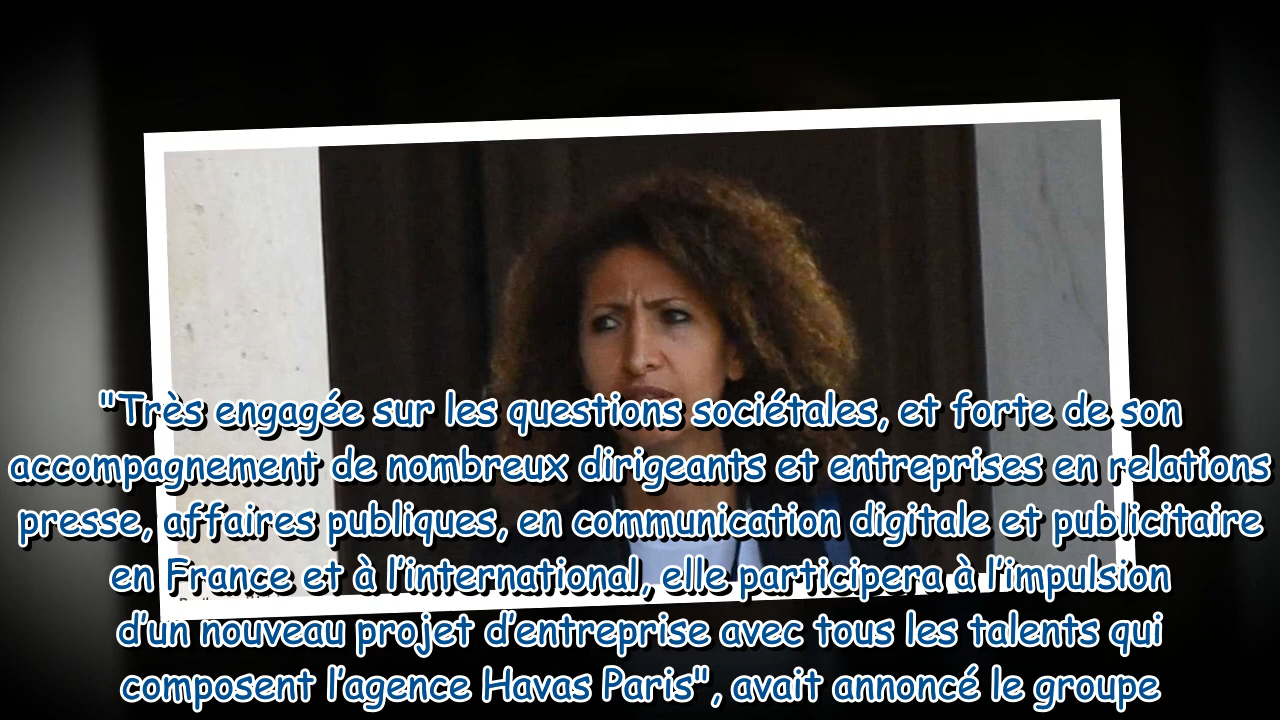 "Très engagée sur les questions sociétales, et forte de son
accompagnement de nombreux dirigeants et entreprises en relations
presse, affaires publiques, en communication digitale et publicitaire
en France et à l’international, elle participera à l’impulsion
d’un nouveau projet d’entreprise avec tous les talents qui
composent l’agence Havas Paris", avait annoncé le groupe